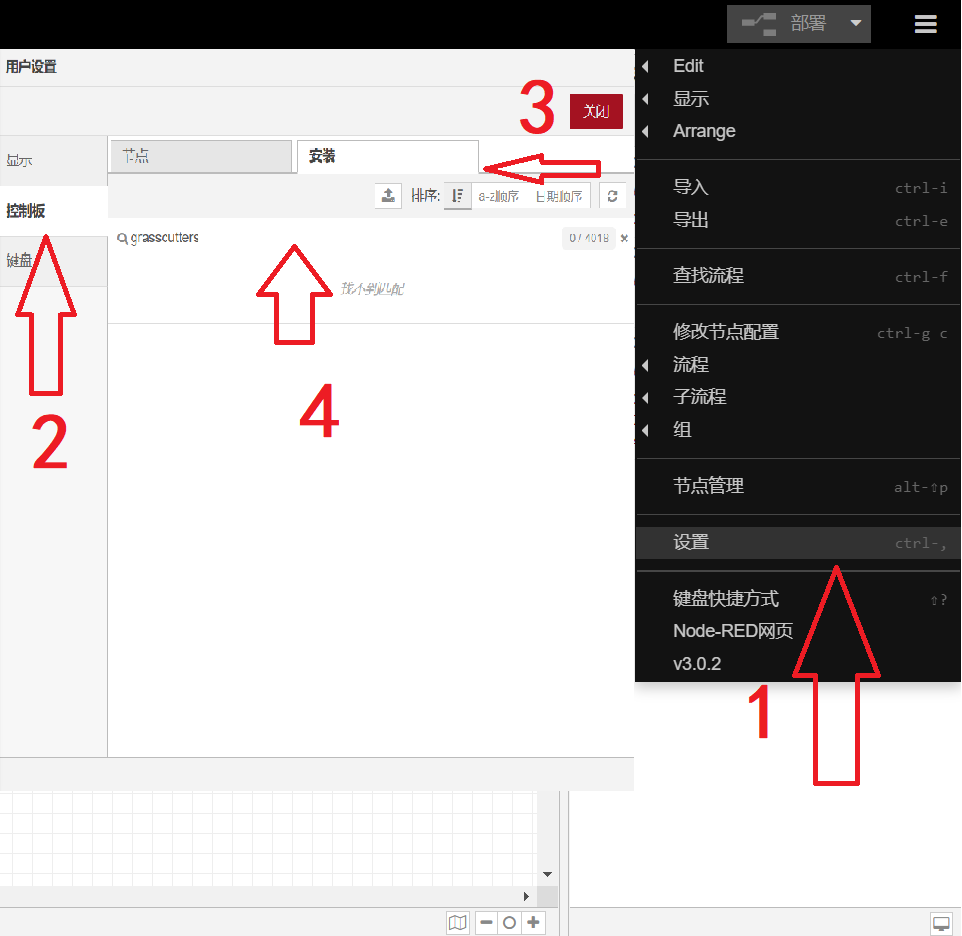 部署
用户设置
关闭
3
显示
控制板
键盘
节点
安装
排序:
a-z顺序
日期顺序
grasscutters
0 / 4019
×
找不到匹配
2
4
Edit
显示
Arrange
导入 ctrl-i
导出 ctrl-e
查找流程 ctrl-f
修改节点配置 ctrl-g c
流程
子流程
组
节点管理 alt-⇧p
设置 ctrl-,
键盘快捷方式 ⇧?
Node-RED网页
v3.0.2
1